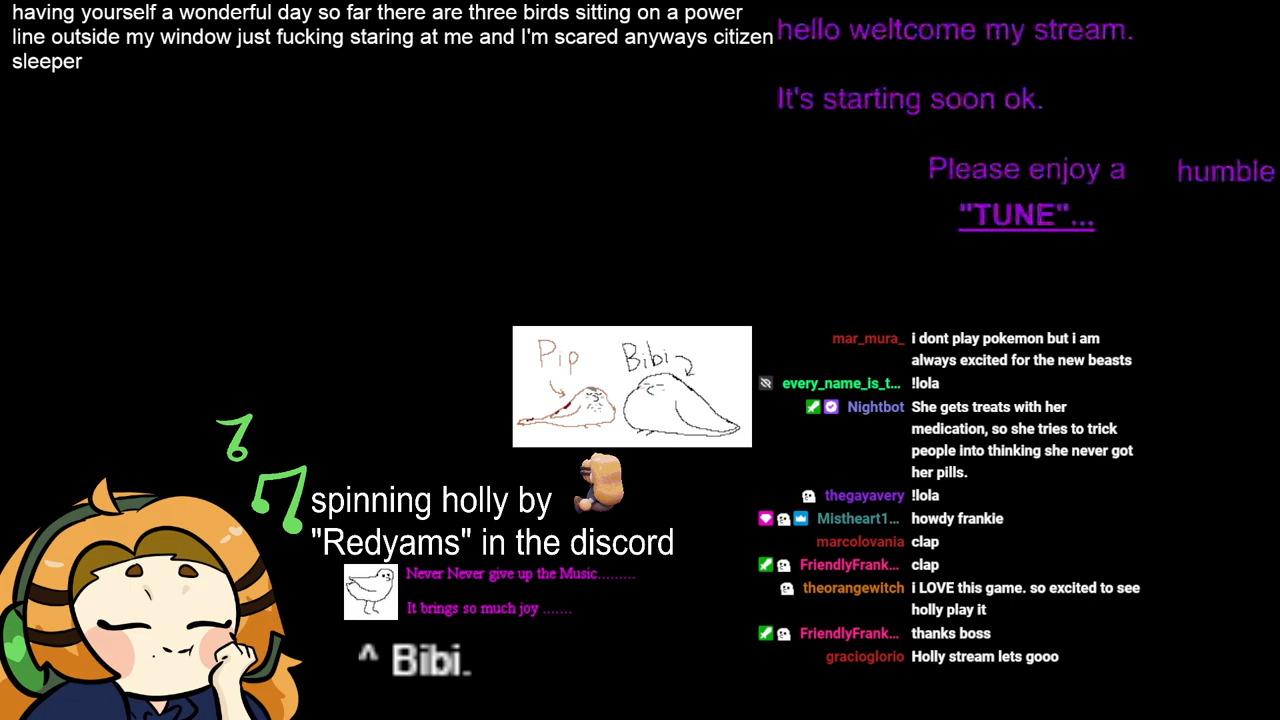 having yourself a wonderful day so far there are three birds sitting on a power
line outside my window just fucking staring at me and I'm scared anyways citizen
sleeper
hello weltcome my stream.
It's starting soon ok.
Please enjoy a humble
"TUNE"...
Pip
Bibi
spinning holly by
"Redyams" in the discord
Never Never give up the Music.........
It brings so much joy .......
^ Bibi.
mar_mura_ i dont play pokemon but i am
always excited for the new beasts
every_name_is_t... !lola
Nightbot She gets treats with her
medication, so she tries to trick
people into thinking she never got
her pills.
thegayavery !lola
Mistheart1... howdy frankie
marcolovania clap
FriendlyFrank... clap
theorangewitch i LOVE this game. so excited to see
holly play it
FriendlyFrank... thanks boss
gracioglorio Holly stream lets gooo